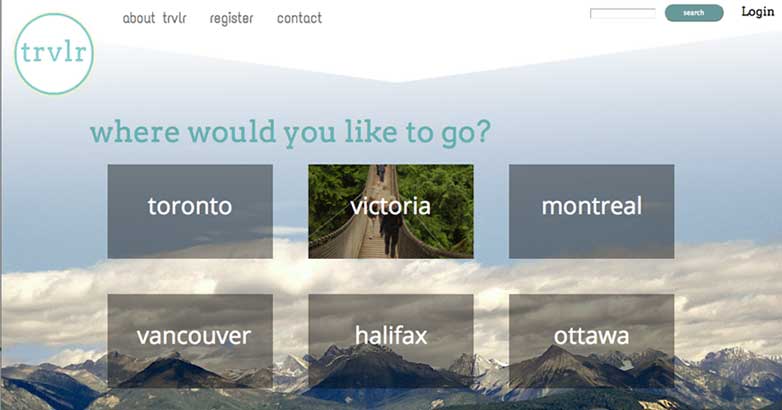 about trvlr register contact search Login
trvlr
where would you like to go?
toronto victoria montreal
vancouver halifax ottawa